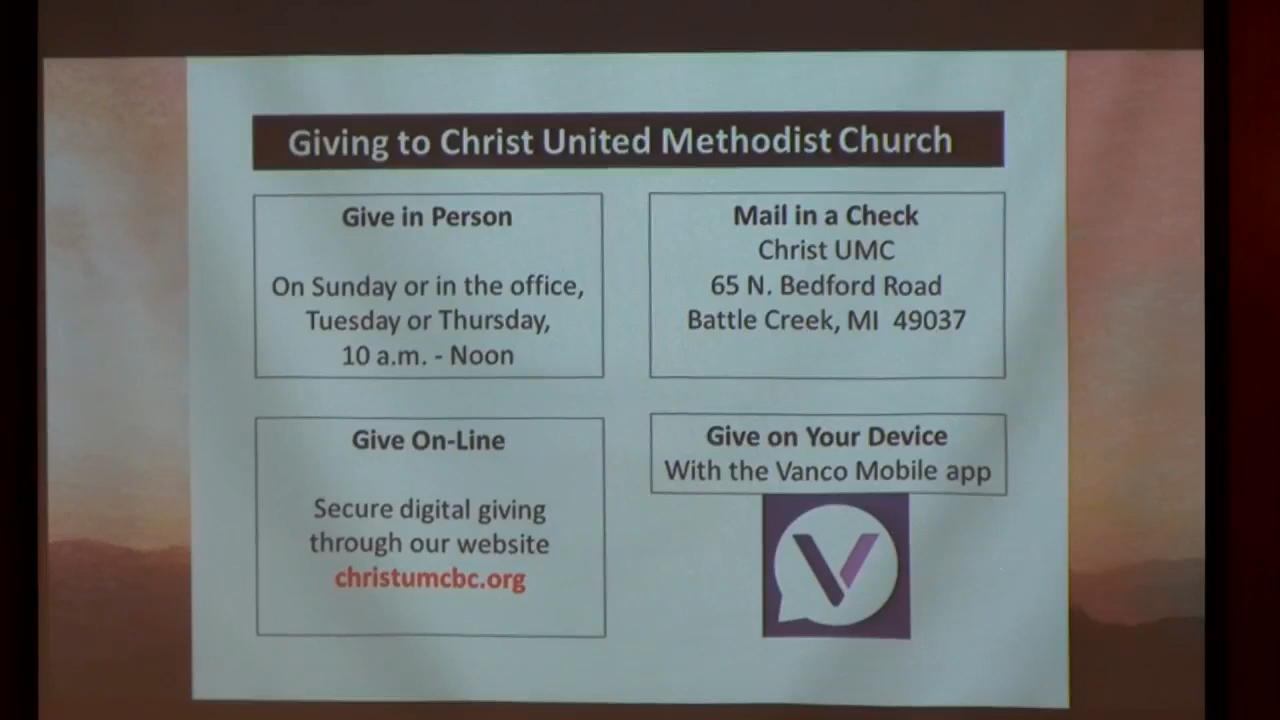 Giving to Christ United Methodist Church
Give in Person
On Sunday or in the office,
Tuesday or Thursday,
10 a.m. - Noon
Mail in a Check
Christ UMC
65 N. Bedford Road
Battle Creek, MI  49037
Give On-Line
Secure digital giving
through our website
christumcbc.org
Give on Your Device
With the Vanco Mobile app
V